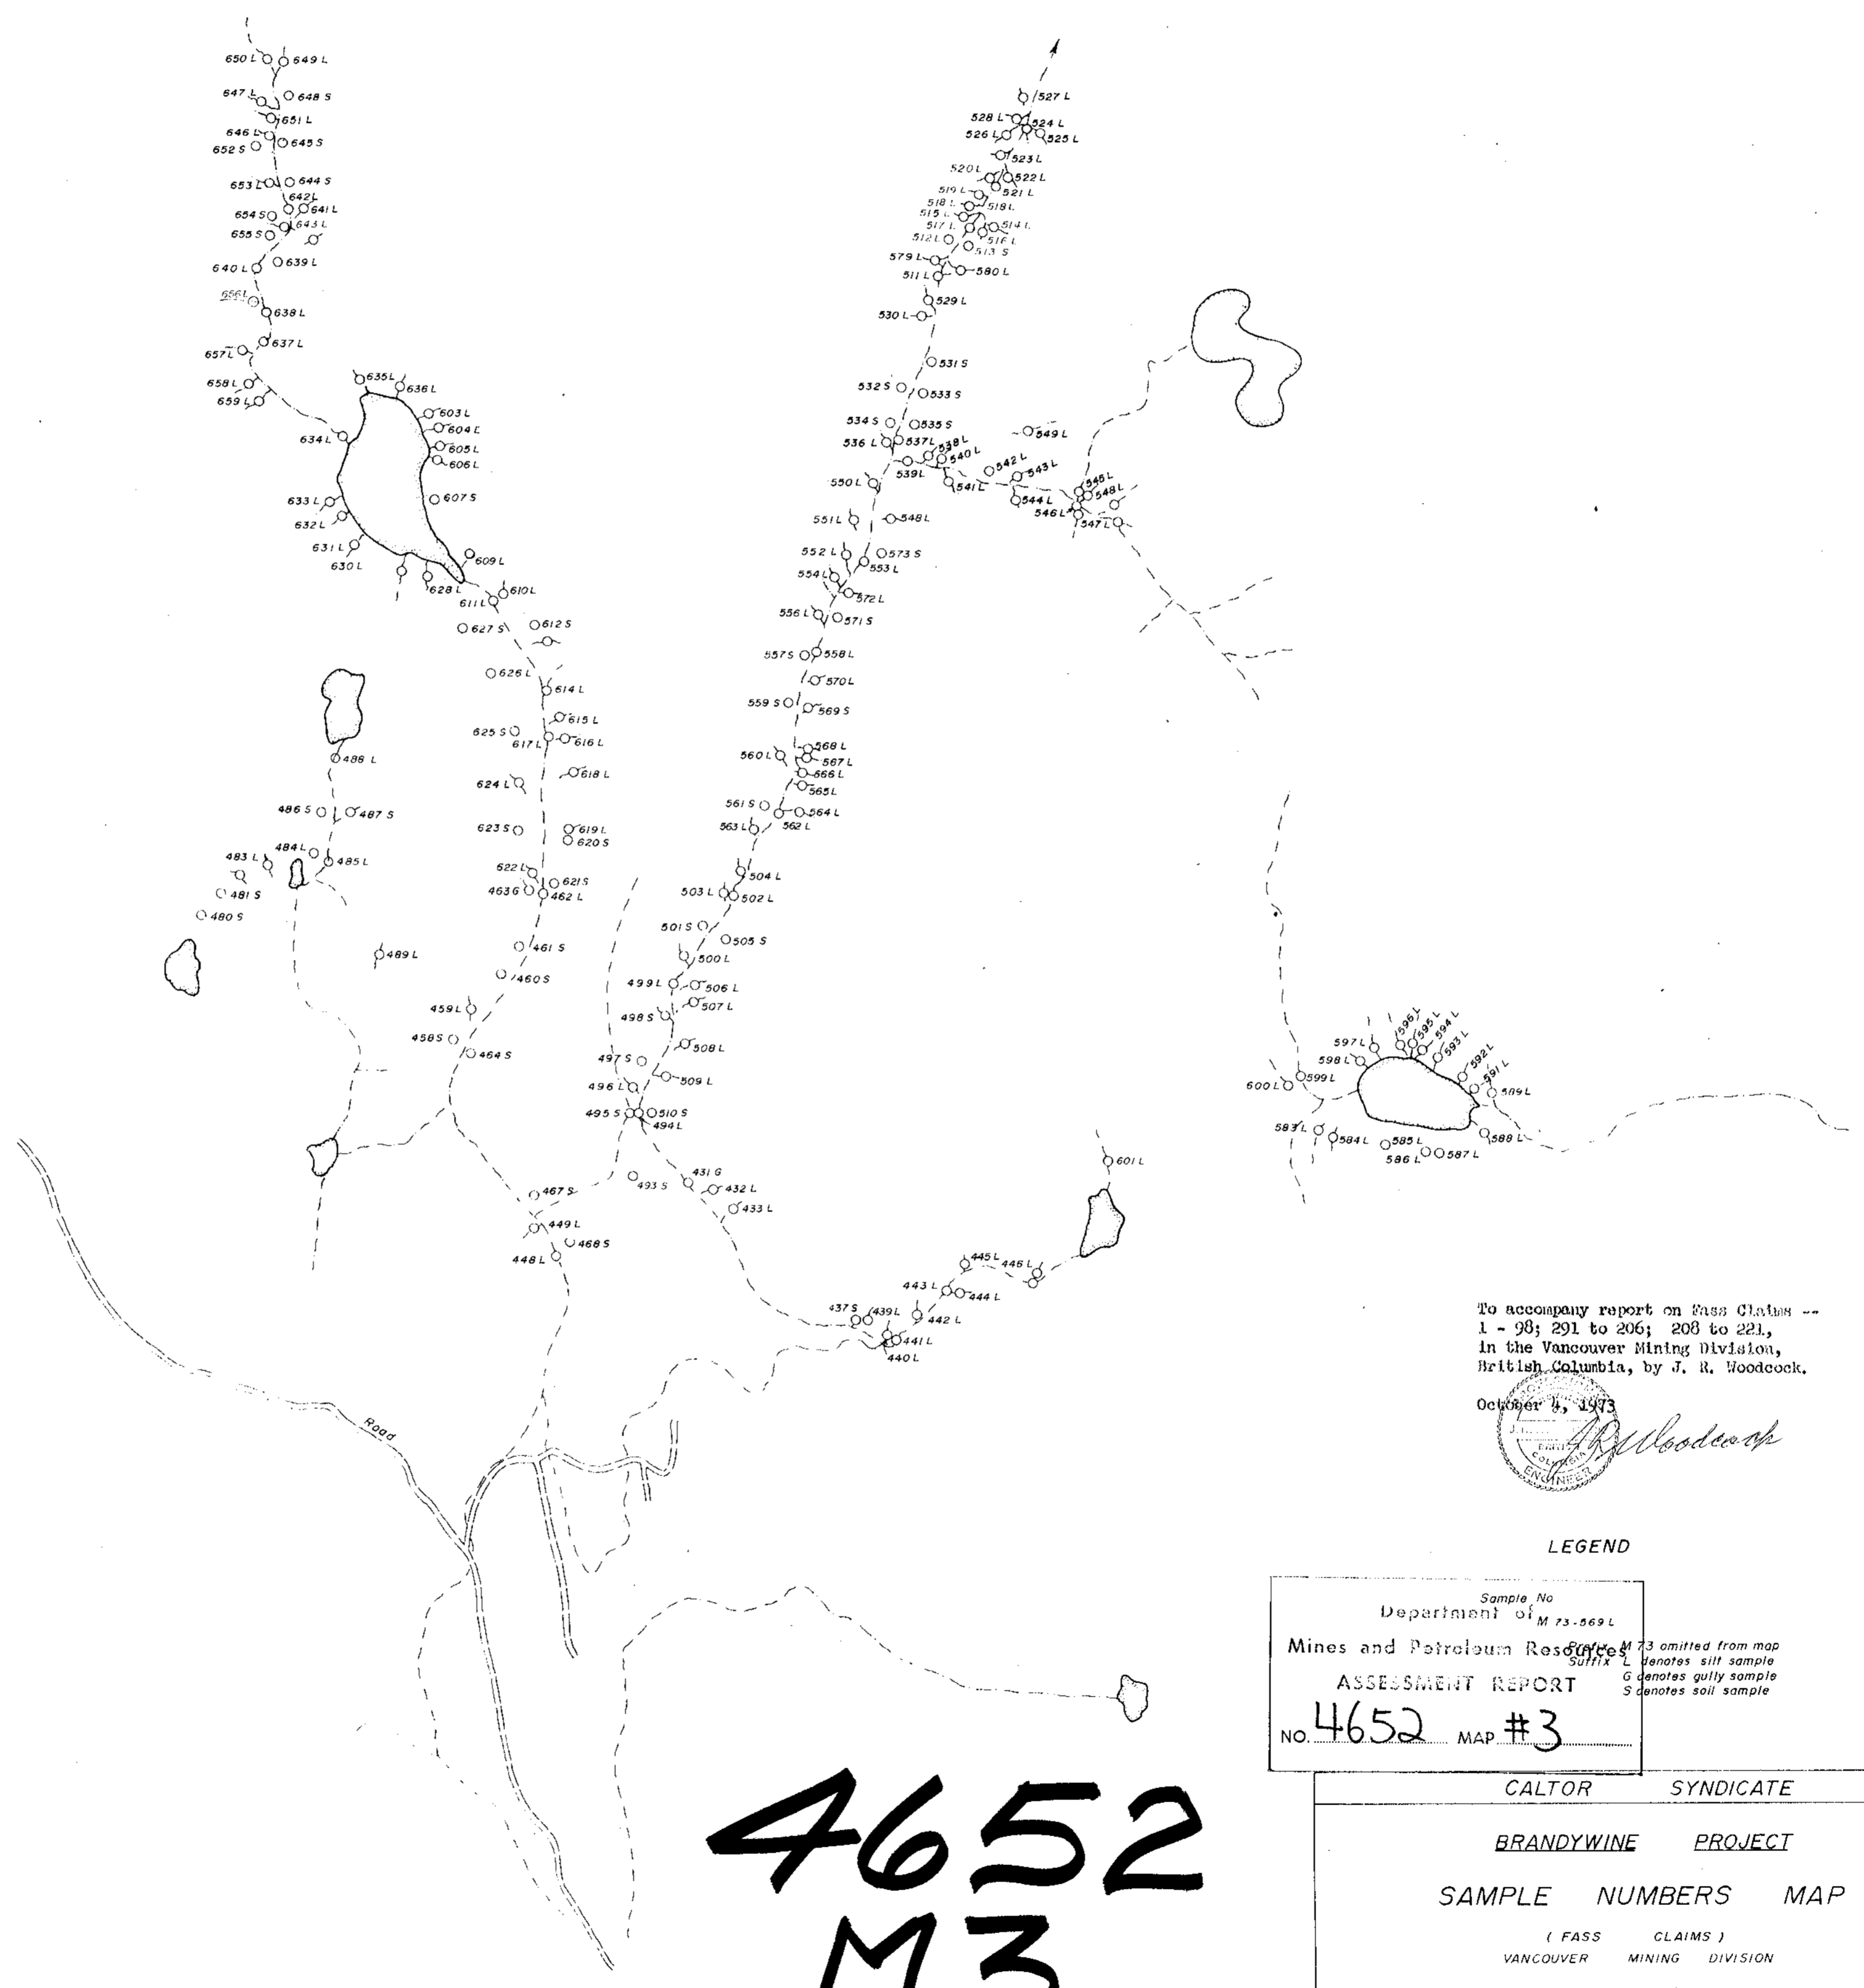 650 L
649 L
647 L
648 S
651 L
646 L
645 S
652 S
653 L
644 S
642 L
641 L
654 S
643 L
655 S
640 L
639 L
656 L
638 L
637 L
657 L
658 L
659 L
635 L
636 L
603 L
604 L
605 L
606 L
634 L
607 S
633 L
632 L
631 L
630 L
609 L
628 L
610 L
611 L
627 S
612 S
626 L
614 L
615 L
625 S
617 L
616 L
618 L
624 L
623 S
619 L
620 S
622 L
621 S
463 G
462 L
461 S
460 S
459 L
458 S
464 S
488 L
486 S
487 S
484 L
483 L
485 L
481 S
480 S
489 L
527 L
528 L
524 L
526 L
525 L
523 L
520 L
522 L
521 L
519 L
518 L
518 L
515 L
517 L
514 L
512 L
516 L
513 S
579 L
580 L
511 L
529 L
530 L
531 S
532 S
533 S
534 S
535 S
536 L
537 L
538 L
540 L
539 L
541 L
542 L
543 L
544 L
549 L
545 L
548 L
546 L
547 L
550 L
551 L
548 L
552 L
573 S
553 L
554 L
572 L
556 L
571 S
557 S
558 L
570 L
559 S
569 S
568 L
560 L
567 L
566 L
565 L
561 S
564 L
563 L
562 L
504 L
503 L
502 L
501 S
505 S
500 L
499 L
506 L
507 L
498 S
508 L
497 S
509 L
496 L
495 S
510 S
494 L
493 S
431 G
432 L
433 L
467 S
449 L
468 S
448 L
437 S
439 L
441 L
440 L
442 L
443 L
444 L
445 L
446 L
601 L
597 L
596 L
595 L
594 L
593 L
592 L
591 L
589 L
598 L
599 L
600 L
583 L
584 L
585 L
586 L
587 L
588 L
Road
To accompany report on Fass Claims --
1 - 98; 291 to 206; 208 to 221,
in the Vancouver Mining Division,
British Columbia, by J. R. Woodcock.
October 4, 1973
J R Woodcock
COLUMBIA
ENGINEER
LEGEND
Sample No
M 73-569 L
Prefix M 73 omitted from map
Suffix L denotes silt sample
G denotes gully sample
S denotes soil sample
Department of
Mines and Petroleum Resources
ASSESSMENT REPORT
NO. 4652 MAP #3
4652
M3
CALTOR SYNDICATE
BRANDYWINE PROJECT
SAMPLE NUMBERS MAP
( FASS CLAIMS )
VANCOUVER MINING DIVISION